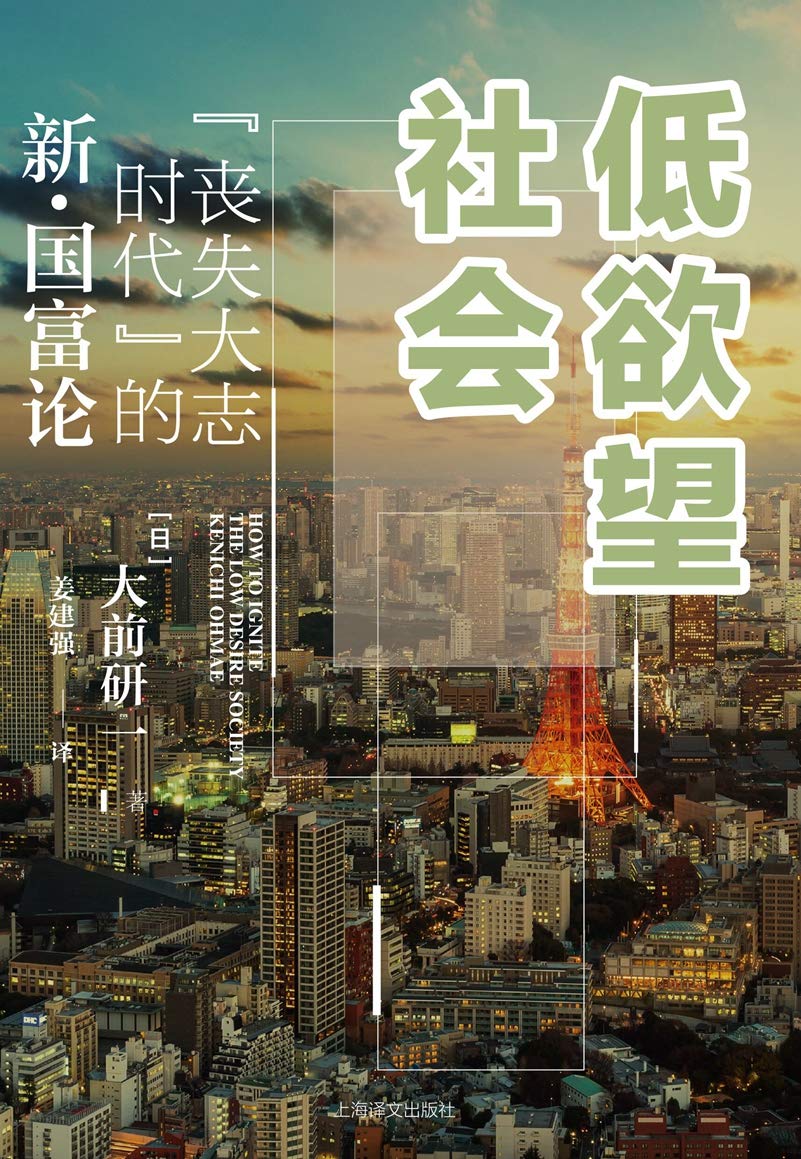 低欲望
社会
『丧失大志
时代』的
新·国富论
HOW TO IGNITE
THE LOW DESIRE SOCIETY
KENICHI OHMAE
[日]大前研一 著
姜建强 译
上海译文出版社
DHC